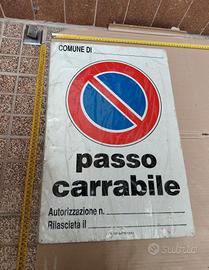 COMUNE DI
passo
carrabile
Autorizzazione n.
Rilasciata il
subito